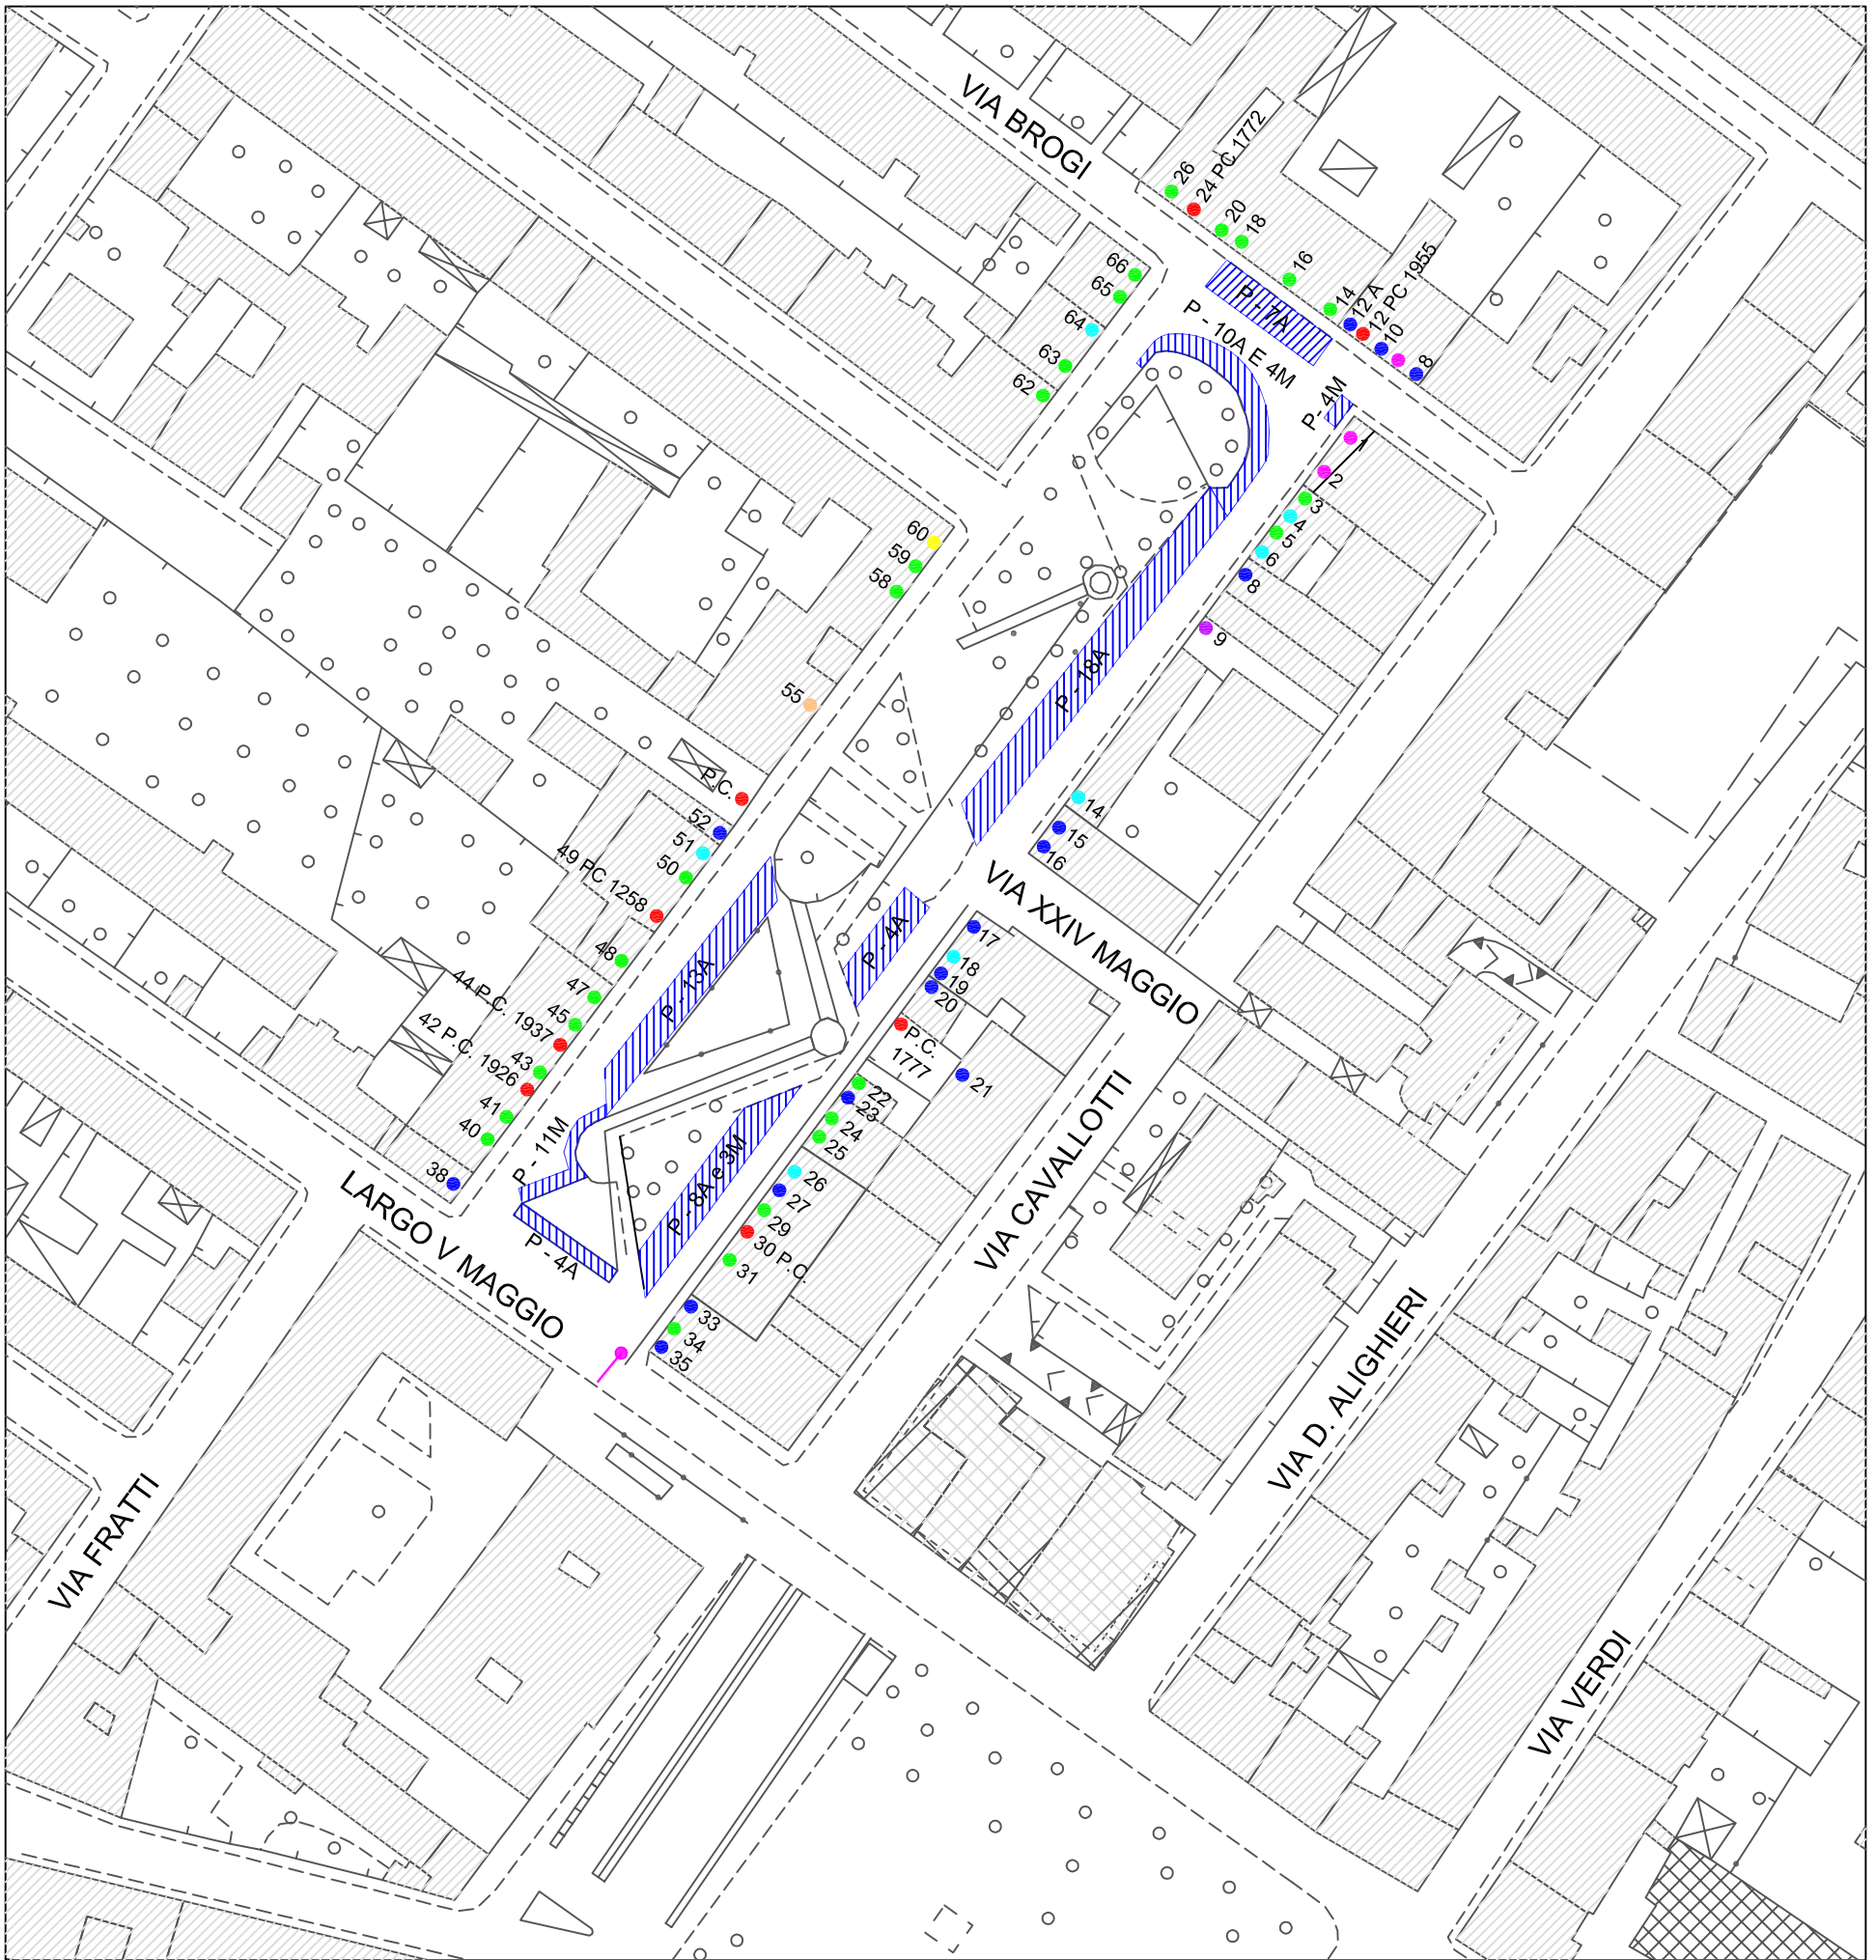 VIA BROGI
26
24 PC 1772
20
18
16
14
12 A
12 PC 1955
10
8
P - 7A
P - 10A E 4M
P - 4M
66
65
64
63
62
1
2
3
4
5
6
8
9
60
59
58
55
P - 18A
P.C.
52
51
50
49 PC 1258
48
47
45
44 P.C. 1937
43
42 P.C. 1926
41
40
38
14
15
16
VIA XXIV MAGGIO
P - 13A
P - 4A
17
18
19
20
P.C.
1777
21
22
23
24
25
26
27
29
30 P.C.
31
33
34
35
P - 11M
P - 8A e 3M
P - 4A
LARGO V MAGGIO
VIA CAVALLOTTI
VIA D. ALIGHIERI
VIA FRATTI
VIA VERDI